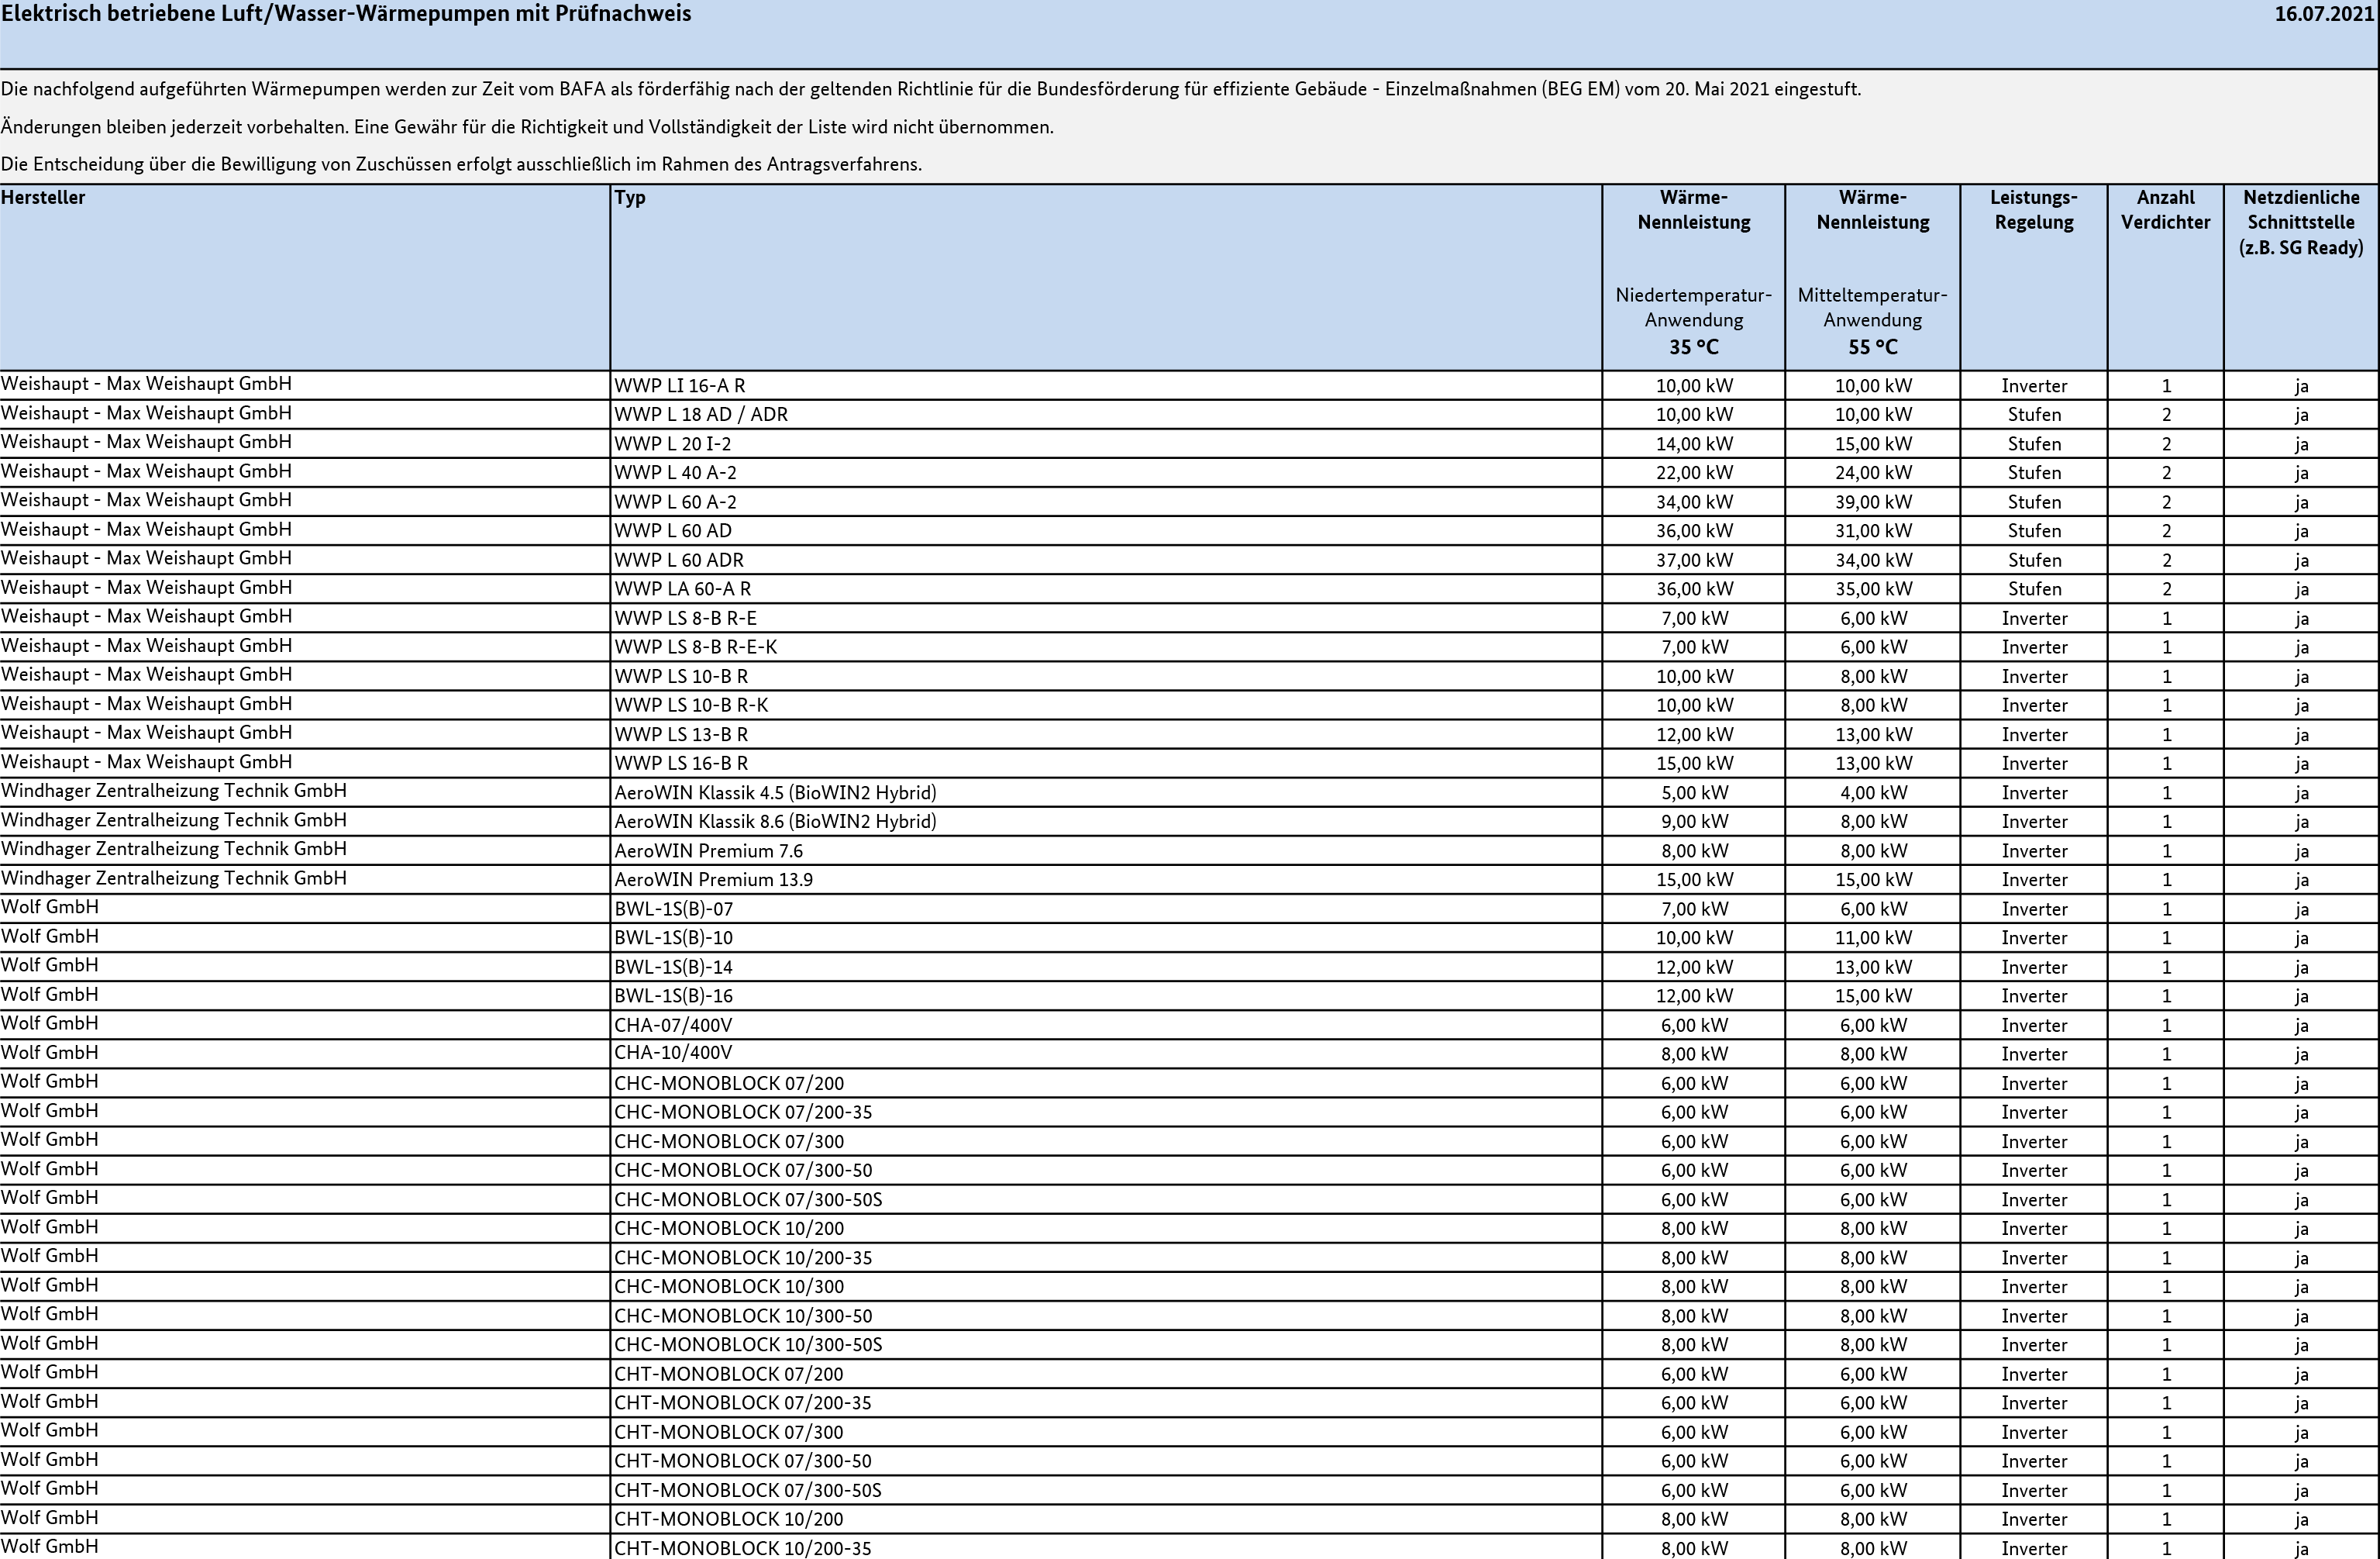 Elektrisch betriebene Luft/Wasser-Wärmepumpen mit Prüfnachweis 16.07.2021
Die nachfolgend aufgeführten Wärmepumpen werden zur Zeit vom BAFA als förderfähig nach der geltenden Richtlinie für die Bundesförderung für effiziente Gebäude - Einzelmaßnahmen (BEG EM) vom 20. Mai 2021 eingestuft.
Änderungen bleiben jederzeit vorbehalten. Eine Gewähr für die Richtigkeit und Vollständigkeit der Liste wird nicht übernommen.
Die Entscheidung über die Bewilligung von Zuschüssen erfolgt ausschließlich im Rahmen des Antragsverfahrens.
Hersteller Typ Wärme- Wärme- Leistungs- Anzahl Netzdienliche
Nennleistung Nennleistung Regelung Verdichter Schnittstelle
(z.B. SG Ready)
Niedertemperatur- Mitteltemperatur-
Anwendung Anwendung
35 °C 55 °C
Weishaupt - Max Weishaupt GmbH WWP LI 16-A R 10,00 kW 10,00 kW Inverter 1 ja
Weishaupt - Max Weishaupt GmbH WWP L 18 AD / ADR 10,00 kW 10,00 kW Stufen 2 ja
Weishaupt - Max Weishaupt GmbH WWP L 20 I-2 14,00 kW 15,00 kW Stufen 2 ja
Weishaupt - Max Weishaupt GmbH WWP L 40 A-2 22,00 kW 24,00 kW Stufen 2 ja
Weishaupt - Max Weishaupt GmbH WWP L 60 A-2 34,00 kW 39,00 kW Stufen 2 ja
Weishaupt - Max Weishaupt GmbH WWP L 60 AD 36,00 kW 31,00 kW Stufen 2 ja
Weishaupt - Max Weishaupt GmbH WWP L 60 ADR 37,00 kW 34,00 kW Stufen 2 ja
Weishaupt - Max Weishaupt GmbH WWP LA 60-A R 36,00 kW 35,00 kW Stufen 2 ja
Weishaupt - Max Weishaupt GmbH WWP LS 8-B R-E 7,00 kW 6,00 kW Inverter 1 ja
Weishaupt - Max Weishaupt GmbH WWP LS 8-B R-E-K 7,00 kW 6,00 kW Inverter 1 ja
Weishaupt - Max Weishaupt GmbH WWP LS 10-B R 10,00 kW 8,00 kW Inverter 1 ja
Weishaupt - Max Weishaupt GmbH WWP LS 10-B R-K 10,00 kW 8,00 kW Inverter 1 ja
Weishaupt - Max Weishaupt GmbH WWP LS 13-B R 12,00 kW 13,00 kW Inverter 1 ja
Weishaupt - Max Weishaupt GmbH WWP LS 16-B R 15,00 kW 13,00 kW Inverter 1 ja
Windhager Zentralheizung Technik GmbH AeroWIN Klassik 4.5 (BioWIN2 Hybrid) 5,00 kW 4,00 kW Inverter 1 ja
Windhager Zentralheizung Technik GmbH AeroWIN Klassik 8.6 (BioWIN2 Hybrid) 9,00 kW 8,00 kW Inverter 1 ja
Windhager Zentralheizung Technik GmbH AeroWIN Premium 7.6 8,00 kW 8,00 kW Inverter 1 ja
Windhager Zentralheizung Technik GmbH AeroWIN Premium 13.9 15,00 kW 15,00 kW Inverter 1 ja
Wolf GmbH BWL-1S(B)-07 7,00 kW 6,00 kW Inverter 1 ja
Wolf GmbH BWL-1S(B)-10 10,00 kW 11,00 kW Inverter 1 ja
Wolf GmbH BWL-1S(B)-14 12,00 kW 13,00 kW Inverter 1 ja
Wolf GmbH BWL-1S(B)-16 12,00 kW 15,00 kW Inverter 1 ja
Wolf GmbH CHA-07/400V 6,00 kW 6,00 kW Inverter 1 ja
Wolf GmbH CHA-10/400V 8,00 kW 8,00 kW Inverter 1 ja
Wolf GmbH CHC-MONOBLOCK 07/200 6,00 kW 6,00 kW Inverter 1 ja
Wolf GmbH CHC-MONOBLOCK 07/200-35 6,00 kW 6,00 kW Inverter 1 ja
Wolf GmbH CHC-MONOBLOCK 07/300 6,00 kW 6,00 kW Inverter 1 ja
Wolf GmbH CHC-MONOBLOCK 07/300-50 6,00 kW 6,00 kW Inverter 1 ja
Wolf GmbH CHC-MONOBLOCK 07/300-50S 6,00 kW 6,00 kW Inverter 1 ja
Wolf GmbH CHC-MONOBLOCK 10/200 8,00 kW 8,00 kW Inverter 1 ja
Wolf GmbH CHC-MONOBLOCK 10/200-35 8,00 kW 8,00 kW Inverter 1 ja
Wolf GmbH CHC-MONOBLOCK 10/300 8,00 kW 8,00 kW Inverter 1 ja
Wolf GmbH CHC-MONOBLOCK 10/300-50 8,00 kW 8,00 kW Inverter 1 ja
Wolf GmbH CHC-MONOBLOCK 10/300-50S 8,00 kW 8,00 kW Inverter 1 ja
Wolf GmbH CHT-MONOBLOCK 07/200 6,00 kW 6,00 kW Inverter 1 ja
Wolf GmbH CHT-MONOBLOCK 07/200-35 6,00 kW 6,00 kW Inverter 1 ja
Wolf GmbH CHT-MONOBLOCK 07/300 6,00 kW 6,00 kW Inverter 1 ja
Wolf GmbH CHT-MONOBLOCK 07/300-50 6,00 kW 6,00 kW Inverter 1 ja
Wolf GmbH CHT-MONOBLOCK 07/300-50S 6,00 kW 6,00 kW Inverter 1 ja
Wolf GmbH CHT-MONOBLOCK 10/200 8,00 kW 8,00 kW Inverter 1 ja
Wolf GmbH CHT-MONOBLOCK 10/200-35 8,00 kW 8,00 kW Inverter 1 ja